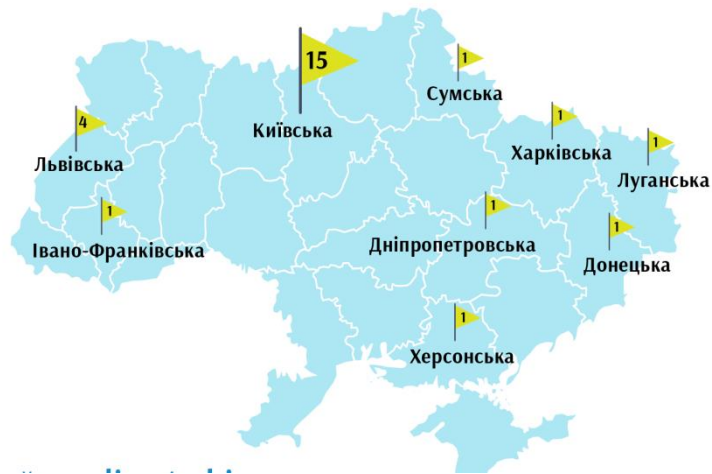 15
Київська
1
Сумська
4
Львівська
1
Харківська
1
Луганська
1
Івано-Франківська
1
Дніпропетровська
1
Донецька
1
Херсонська